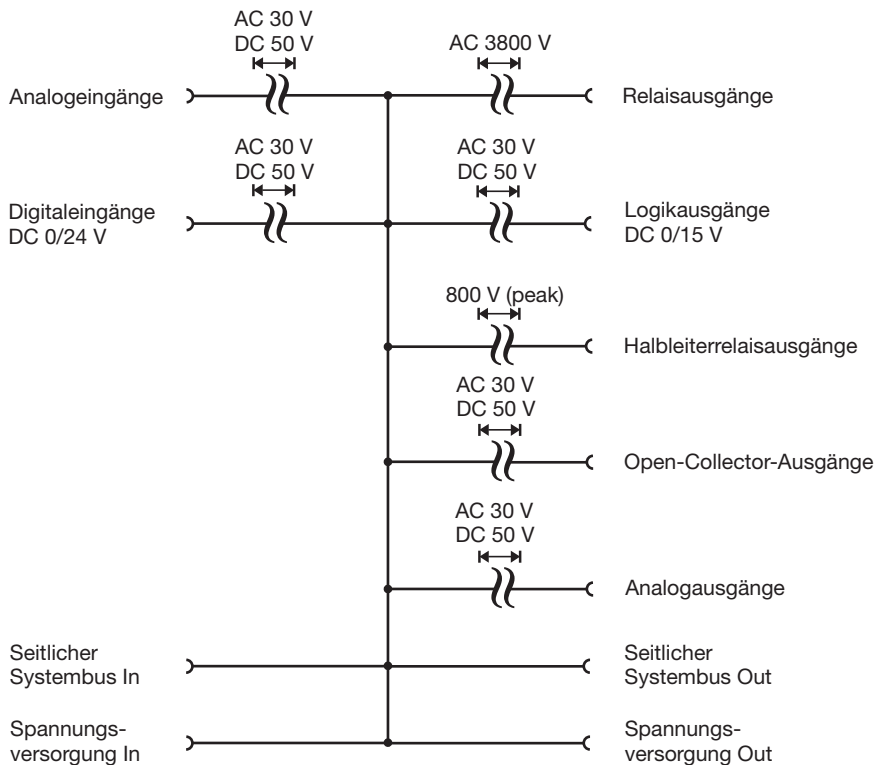 AC 30 V
DC 50 V
AC 3800 V
Analogeingänge
Relaisausgänge
AC 30 V
DC 50 V
AC 30 V
DC 50 V
Digitaleingänge
DC 0/24 V
Logikausgänge
DC 0/15 V
800 V (peak)
Halbleiterrelaisausgänge
AC 30 V
DC 50 V
Open-Collector-Ausgänge
AC 30 V
DC 50 V
Analogausgänge
Seitlicher
Systembus In
Seitlicher
Systembus Out
Spannungs-
versorgung In
Spannungs-
versorgung Out